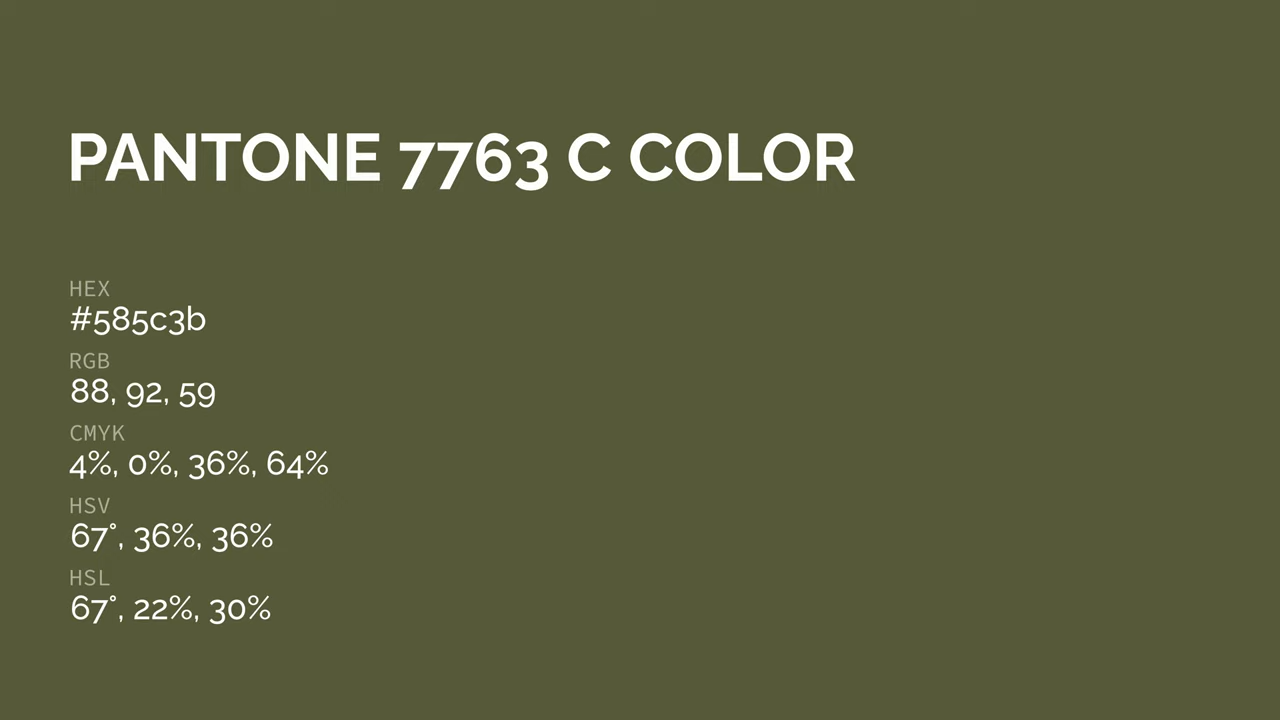 PANTONE 7763 C COLOR
HEX
#585c3b
RGB
88, 92, 59
CMYK
4%, 0%, 36%, 64%
HSV
67°, 36%, 36%
HSL
67°, 22%, 30%